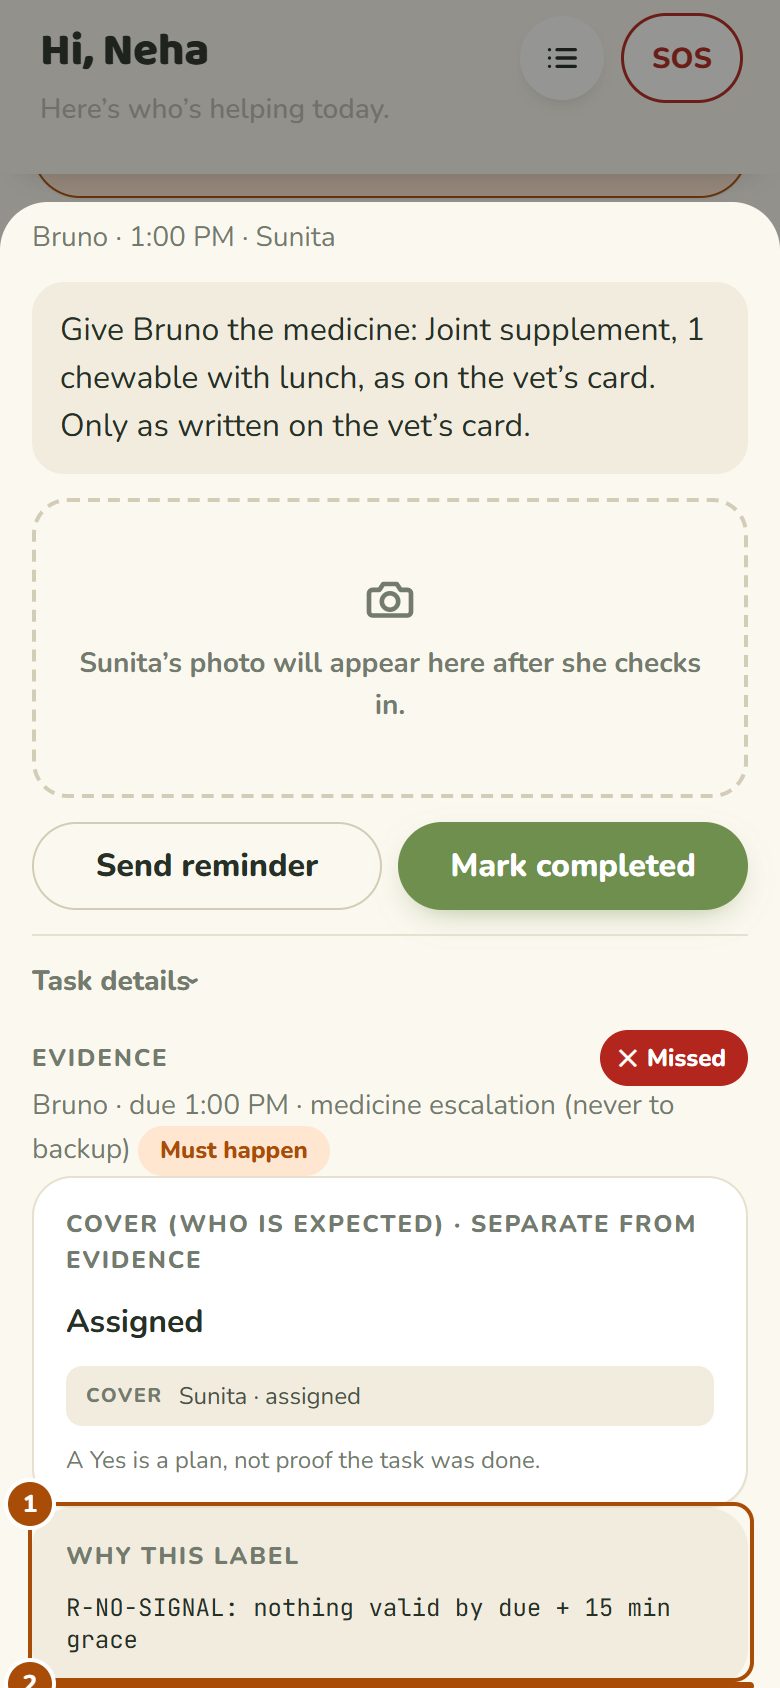 Hi, Neha
SOS
Here’s who’s helping today.
Bruno · 1:00 PM · Sunita
Give Bruno the medicine: Joint supplement, 1
chewable with lunch, as on the vet’s card.
Only as written on the vet’s card.
Sunita’s photo will appear here after she checks
in.
Send reminder
Mark completed
Task details
EVIDENCE
Missed
Bruno · due 1:00 PM · medicine escalation (never to
backup) Must happen
COVER (WHO IS EXPECTED) · SEPARATE FROM
EVIDENCE
Assigned
COVER Sunita · assigned
A Yes is a plan, not proof the task was done.
1
WHY THIS LABEL
R-NO-SIGNAL: nothing valid by due + 15 min
grace
2